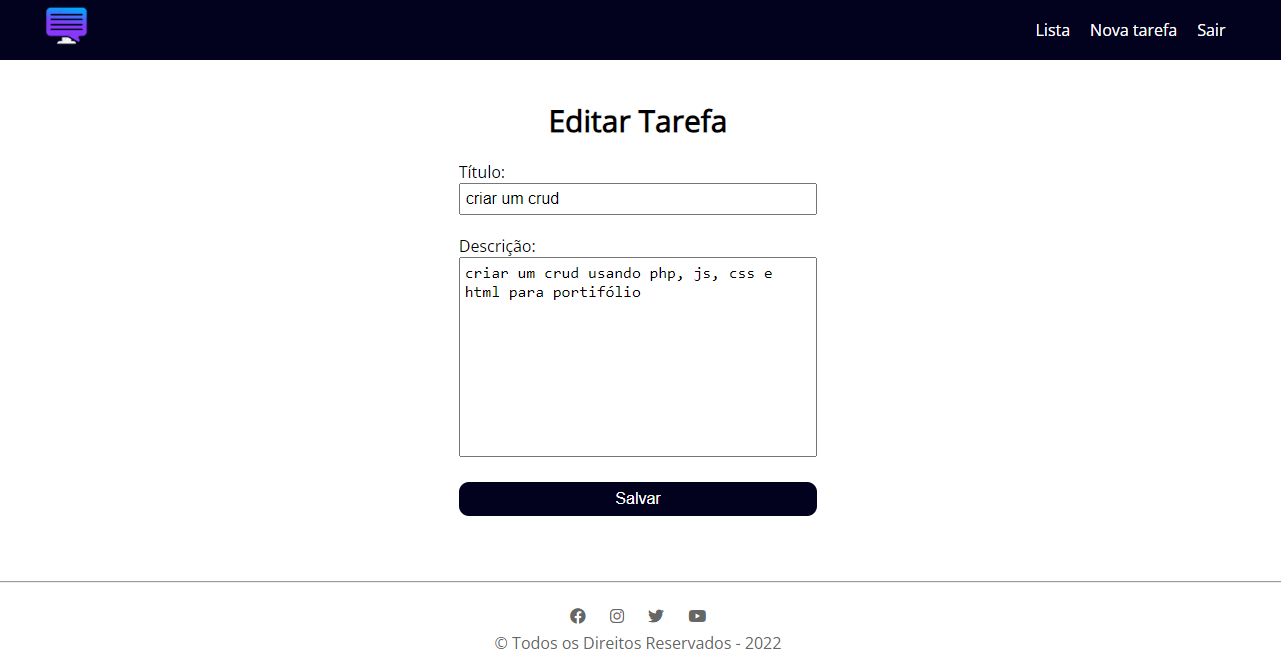 Lista Nova tarefa Sair
Editar Tarefa
Título:
criar um crud
Descrição:
criar um crud usando php, js, css e
html para portifólio
Salvar
© Todos os Direitos Reservados - 2022